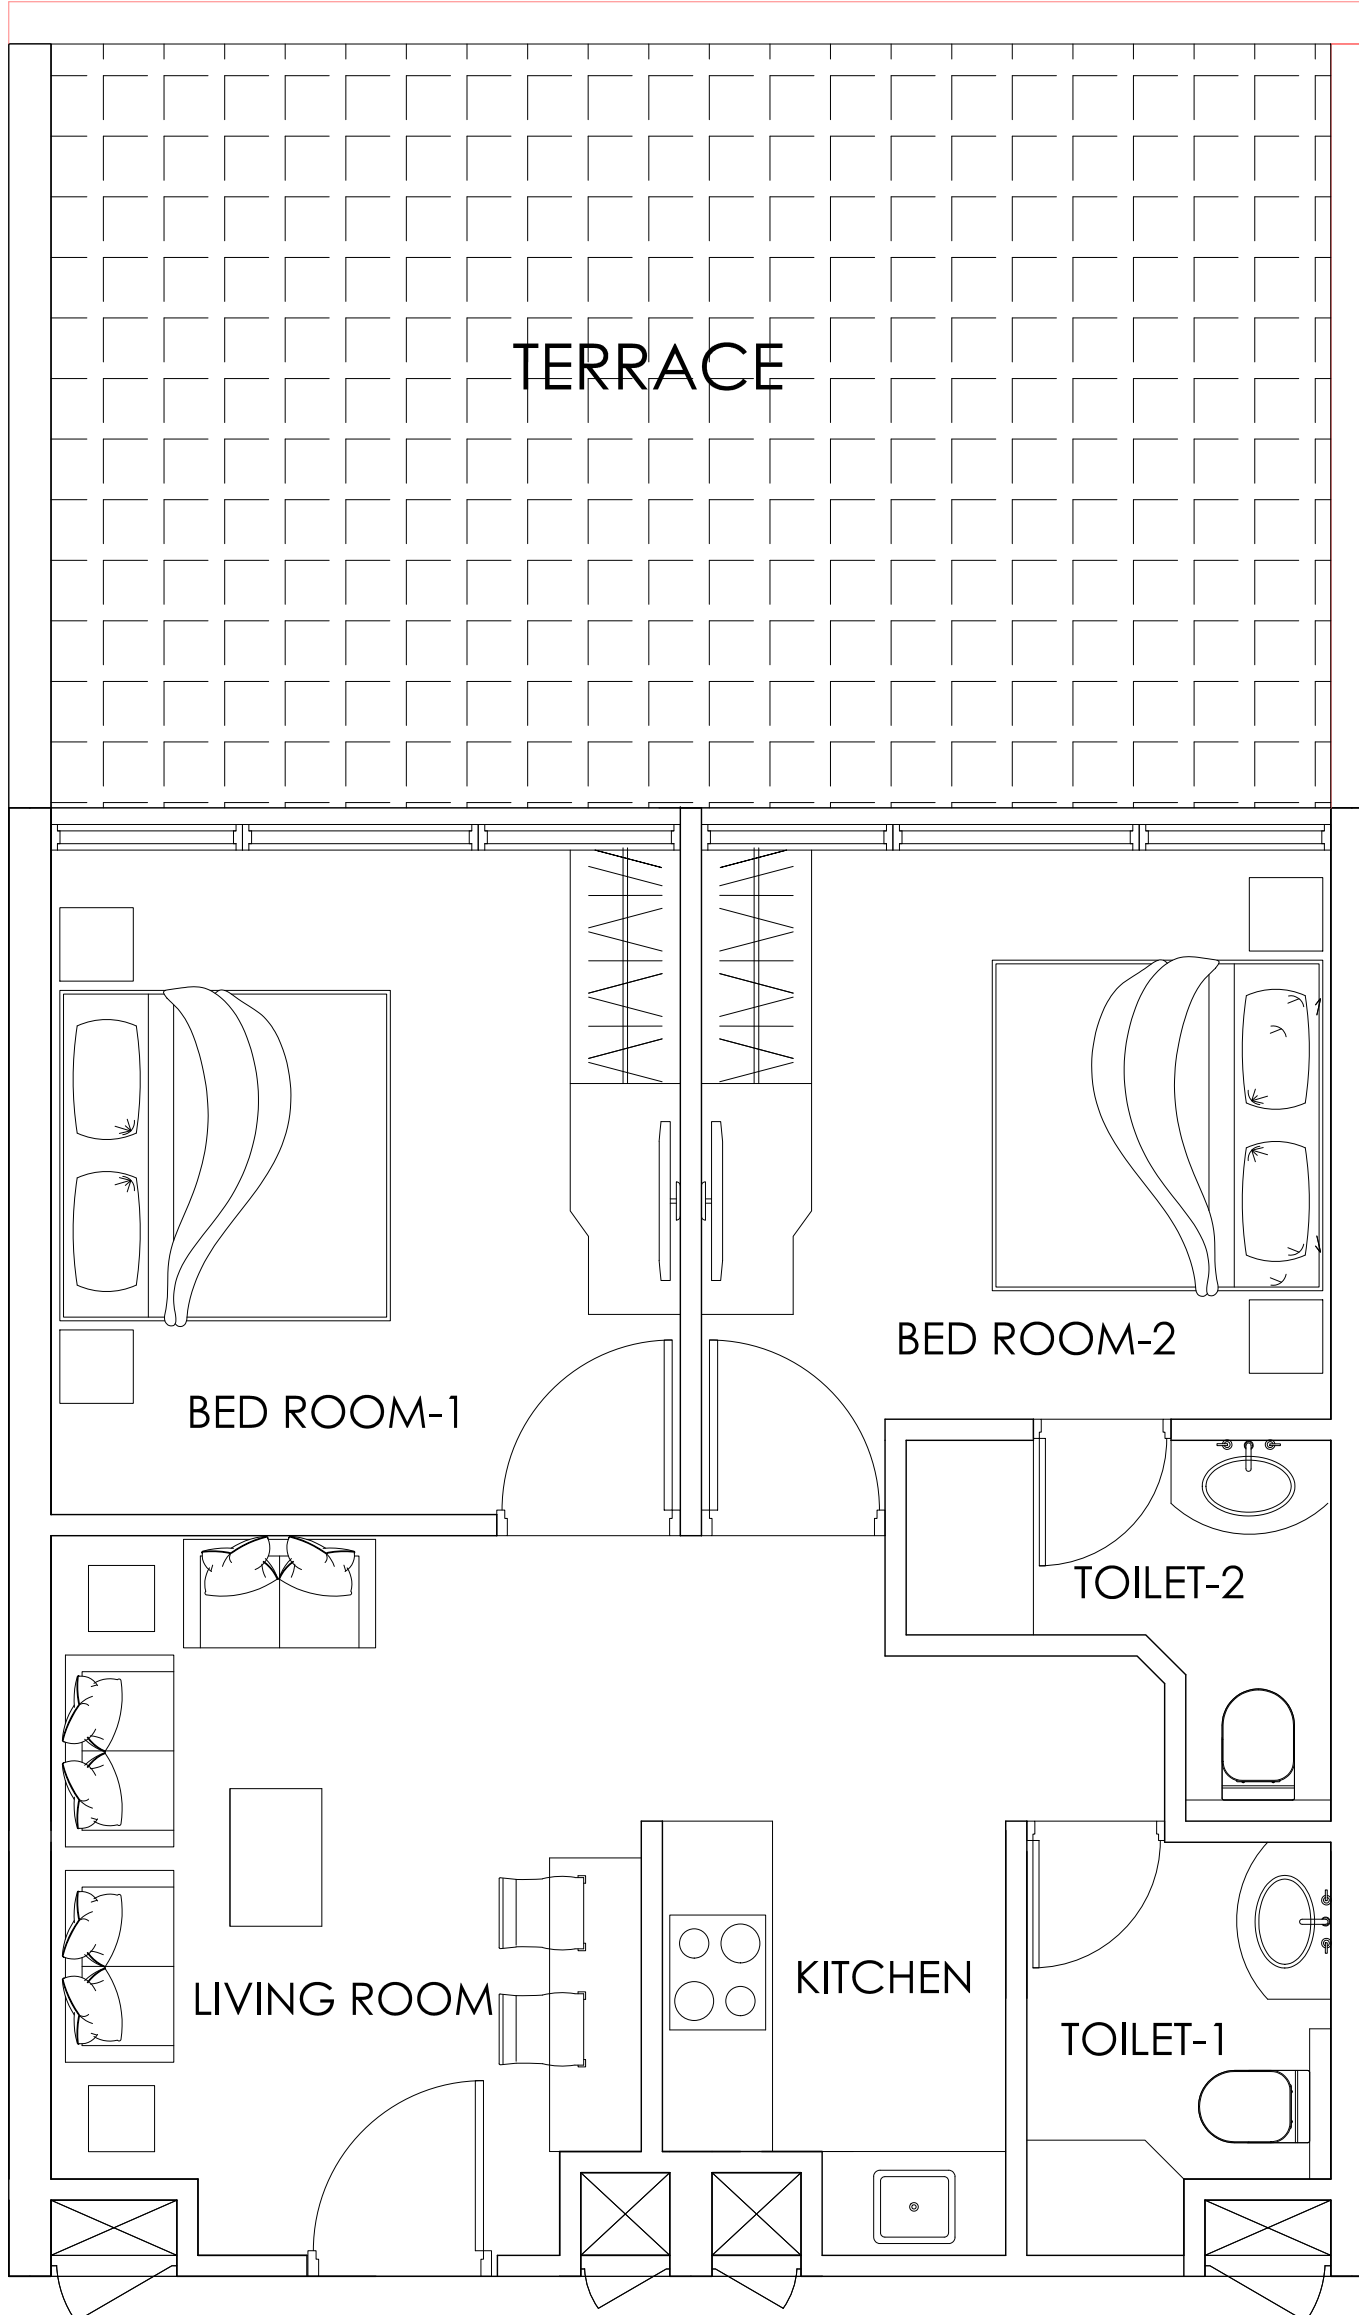 TERRACE
BED ROOM-2
BED ROOM-1
TOILET-2
KITCHEN
LIVING ROOM
TOILET-1